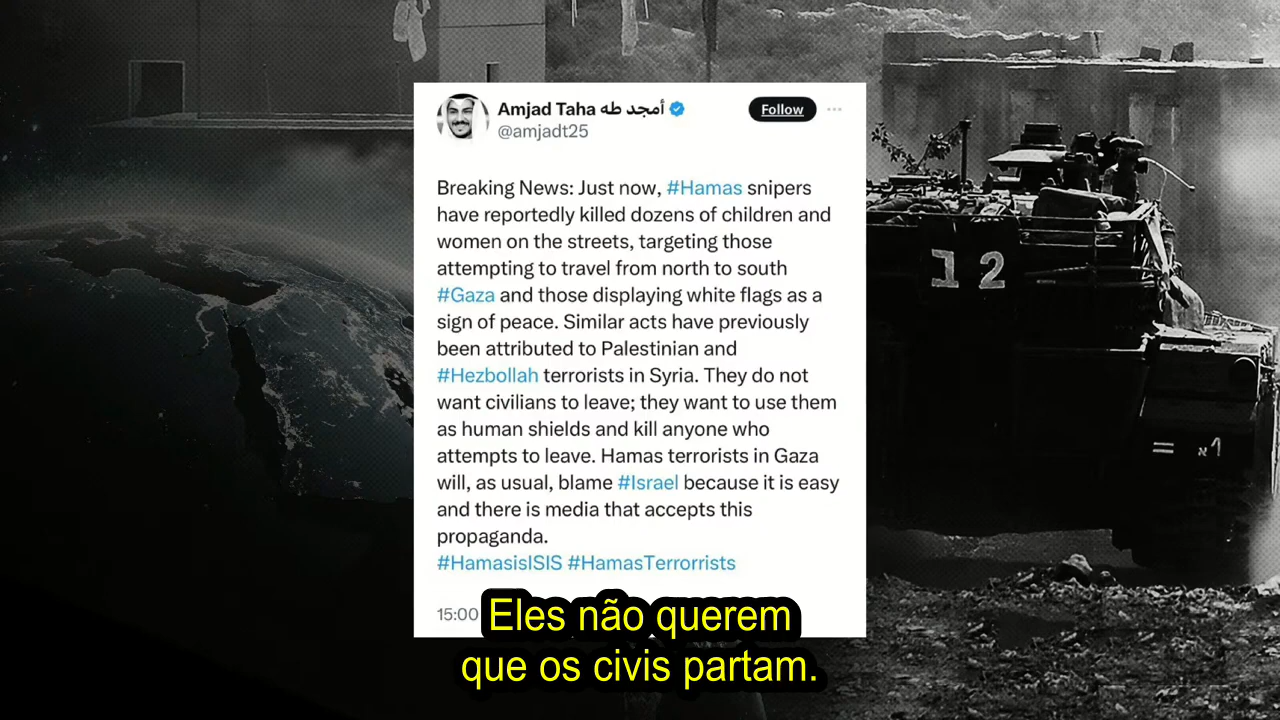 Amjad Taha أمجد طه
Follow
@amjadt25
Breaking News: Just now, #Hamas snipers
have reportedly killed dozens of children and
women on the streets, targeting those
attempting to travel from north to south
#Gaza and those displaying white flags as a
sign of peace. Similar acts have previously
been attributed to Palestinian and
#Hezbollah terrorists in Syria. They do not
want civilians to leave; they want to use them
as human shields and kill anyone who
attempts to leave. Hamas terrorists in Gaza
will, as usual, blame #Israel because it is easy
and there is media that accepts this
propaganda.
#HamasisISIS #HamasTerrorrists
15:00
Eles não querem
que os civis partam.
12